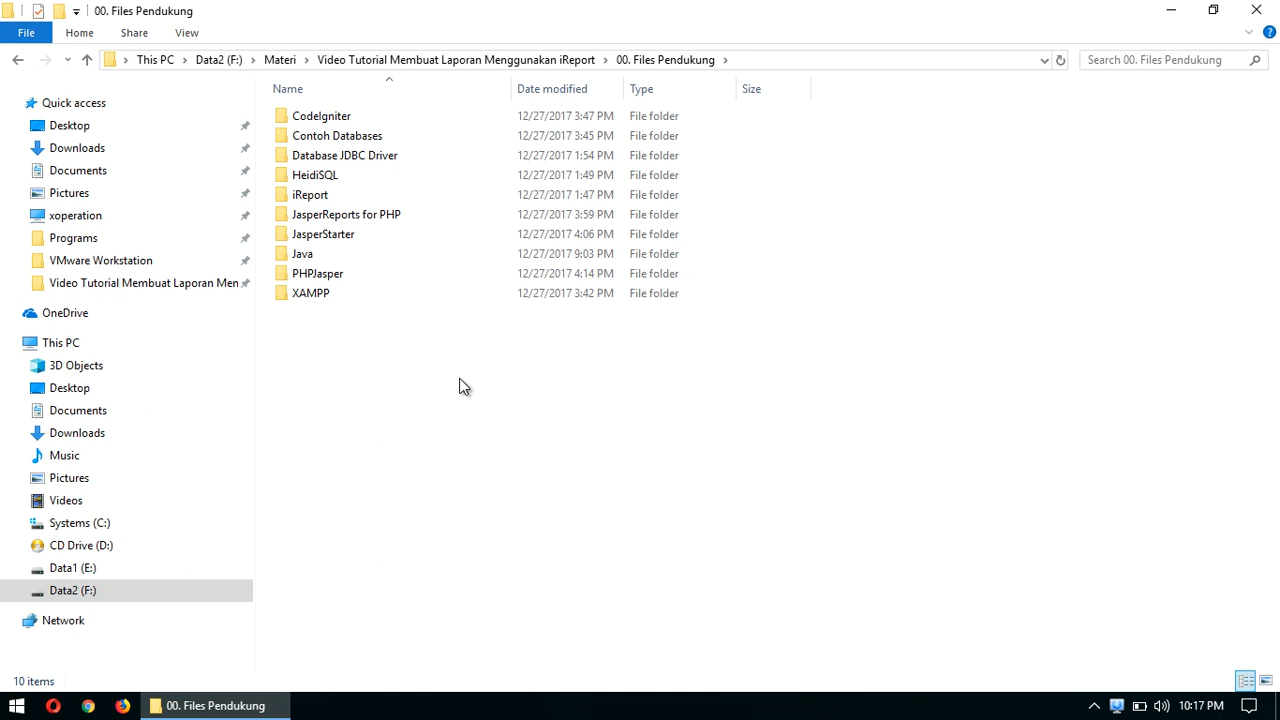 00. Files Pendukung
File Home Share View
This PC Data2 (F:) Materi Video Tutorial Membuat Laporan Menggunakan iReport 00. Files Pendukung Search 00. Files Pendukung
Name Date modified Type Size
Quick access
Desktop
Downloads
Documents
Pictures
xoperation
Programs
VMware Workstation
Video Tutorial Membuat Laporan Men
OneDrive
This PC
3D Objects
Desktop
Documents
Downloads
Music
Pictures
Videos
Systems (C:)
CD Drive (D:)
Data1 (E:)
Data2 (F:)
Network
CodeIgniter 12/27/2017 3:47 PM File folder
Contoh Databases 12/27/2017 3:45 PM File folder
Database JDBC Driver 12/27/2017 1:54 PM File folder
HeidiSQL 12/27/2017 1:49 PM File folder
iReport 12/27/2017 1:47 PM File folder
JasperReports for PHP 12/27/2017 3:59 PM File folder
JasperStarter 12/27/2017 4:06 PM File folder
Java 12/27/2017 9:03 PM File folder
PHPJasper 12/27/2017 4:14 PM File folder
XAMPP 12/27/2017 3:42 PM File folder
10 items
00. Files Pendukung 10:17 PM